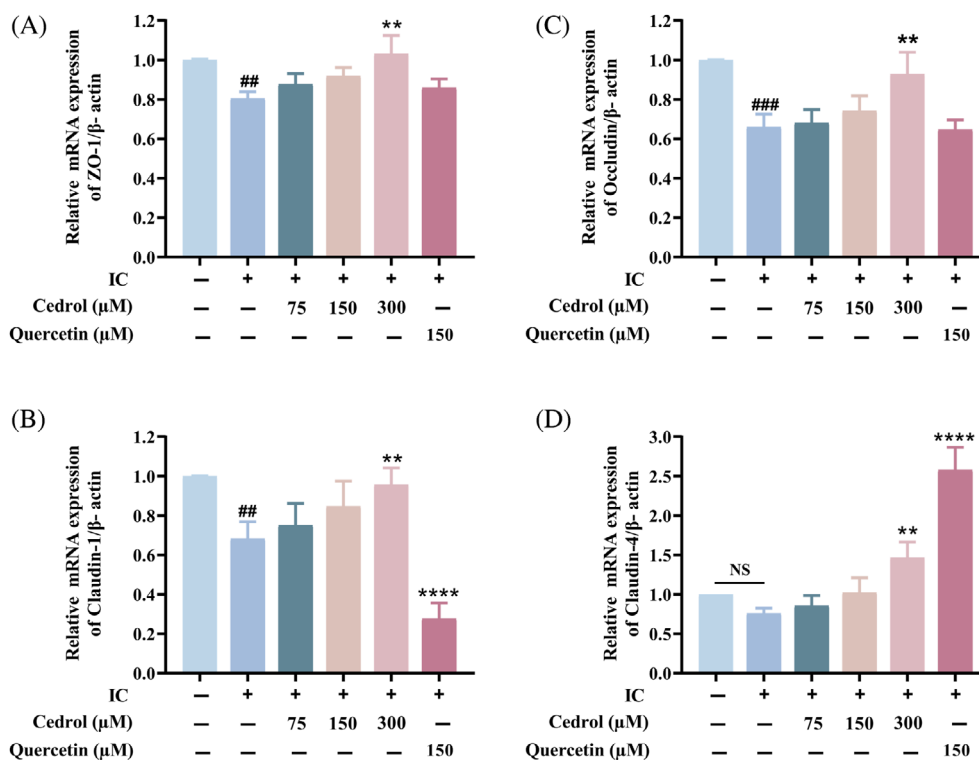 (A)
Relative mRNA expression
of ZO-1/β- actin
1.2
1.0
0.8
0.6
0.4
0.2
0.0
##
**
IC – + + + + +
Cedrol (μM) – – 75 150 300 –
Quercetin (μM) – – – – – 150
(C)
Relative mRNA expression
of Occludin/β- actin
1.2
1.0
0.8
0.6
0.4
0.2
0.0
###
**
IC – + + + + +
Cedrol (μM) – – 75 150 300 –
Quercetin (μM) – – – – – 150
(B)
Relative mRNA expression
of Claudin-1/β- actin
1.2
1.0
0.8
0.6
0.4
0.2
0.0
##
**
****
IC – + + + + +
Cedrol (μM) – – 75 150 300 –
Quercetin (μM) – – – – – 150
(D)
Relative mRNA expression
of Claudin-4/β- actin
3.0
2.5
2.0
1.5
1.0
0.5
0.0
NS
**
****
IC – + + + + +
Cedrol (μM) – – 75 150 300 –
Quercetin (μM) – – – – – 150